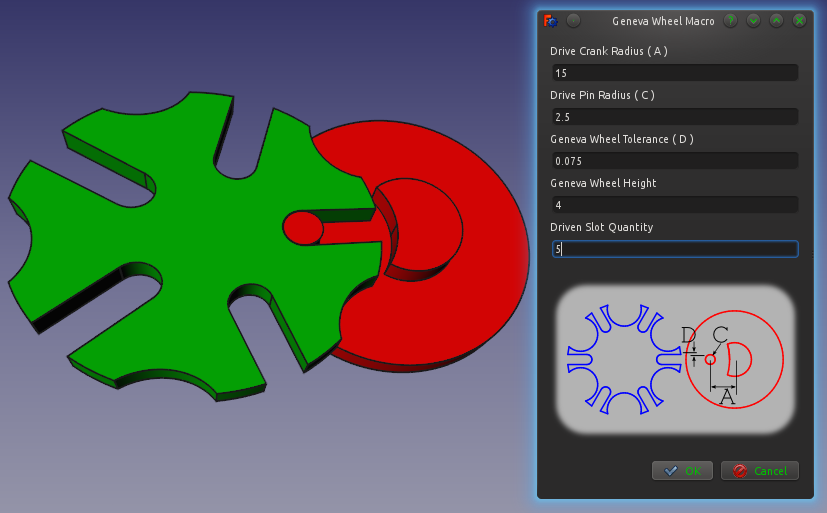 Geneva Wheel Macro
?
Drive Crank Radius ( A )
15
Drive Pin Radius ( C )
2.5
Geneva Wheel Tolerance ( D )
0.075
Geneva Wheel Height
4
Driven Slot Quantity
5
D C
A
OK Cancel